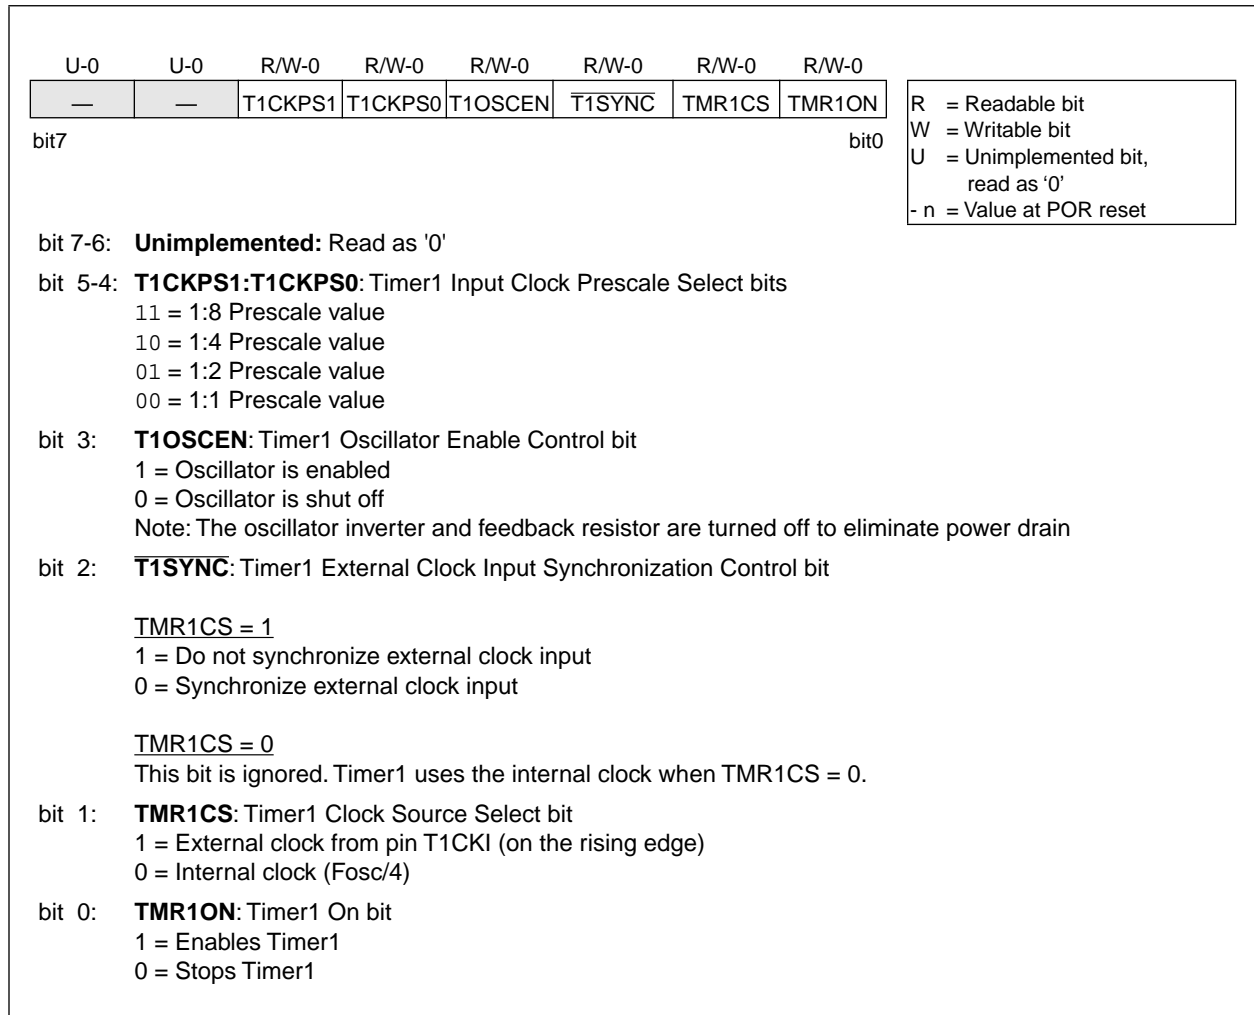 U-0 U-0 R/W-0 R/W-0 R/W-0 R/W-0 R/W-0 R/W-0
— — T1CKPS1 T1CKPS0 T1OSCEN T1SYNC TMR1CS TMR1ON
bit7 bit0
R = Readable bit
W = Writable bit
U = Unimplemented bit,
read as ‘0’
- n = Value at POR reset
bit 7-6: Unimplemented: Read as '0'
bit 5-4: T1CKPS1:T1CKPS0: Timer1 Input Clock Prescale Select bits
11 = 1:8 Prescale value
10 = 1:4 Prescale value
01 = 1:2 Prescale value
00 = 1:1 Prescale value
bit 3: T1OSCEN: Timer1 Oscillator Enable Control bit
1 = Oscillator is enabled
0 = Oscillator is shut off
Note: The oscillator inverter and feedback resistor are turned off to eliminate power drain
bit 2: T1SYNC: Timer1 External Clock Input Synchronization Control bit
TMR1CS = 1
1 = Do not synchronize external clock input
0 = Synchronize external clock input
TMR1CS = 0
This bit is ignored. Timer1 uses the internal clock when TMR1CS = 0.
bit 1: TMR1CS: Timer1 Clock Source Select bit
1 = External clock from pin T1CKI (on the rising edge)
0 = Internal clock (Fosc/4)
bit 0: TMR1ON: Timer1 On bit
1 = Enables Timer1
0 = Stops Timer1